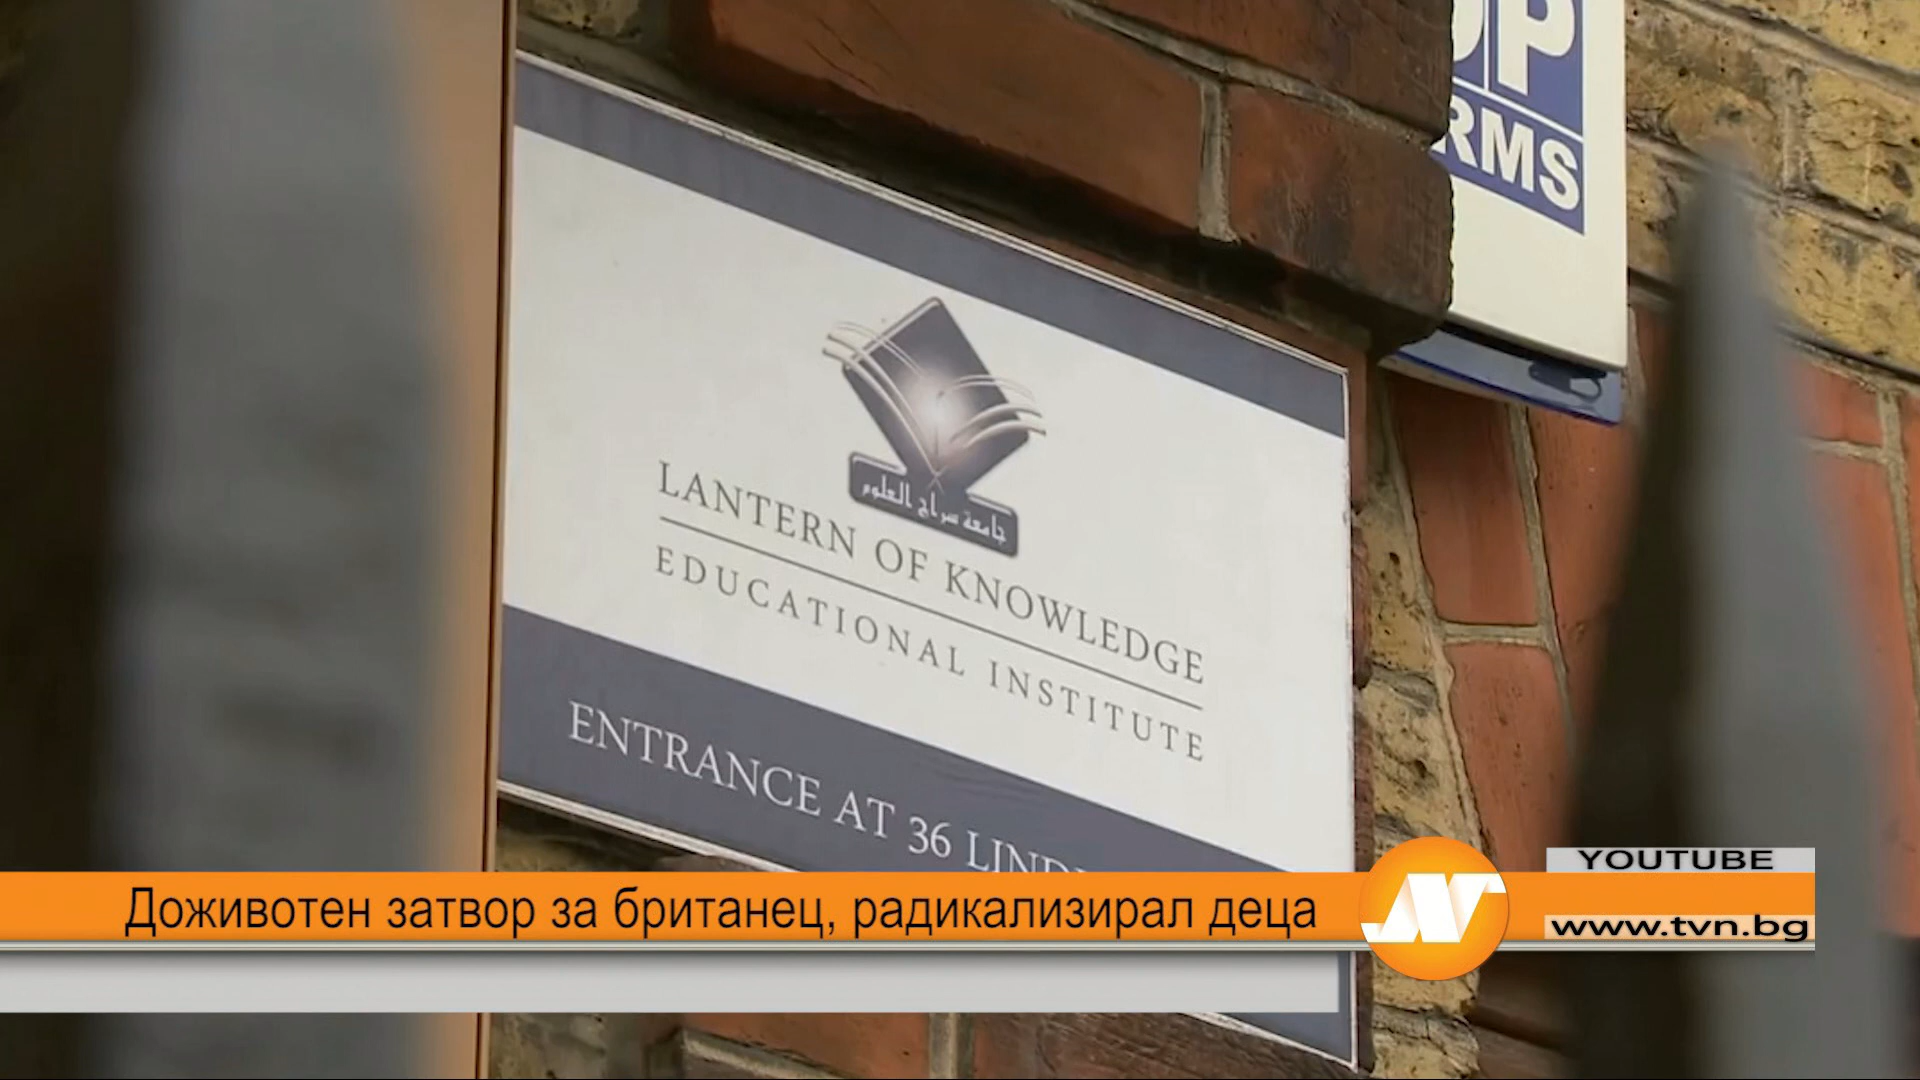 RMS
جامعة سراج العلوم
LANTERN OF KNOWLEDGE
EDUCATIONAL INSTITUTE
ENTRANCE AT 36
Доживотен затвор за британец, радикализирал деца
YOUTUBE
www.tvn.bg